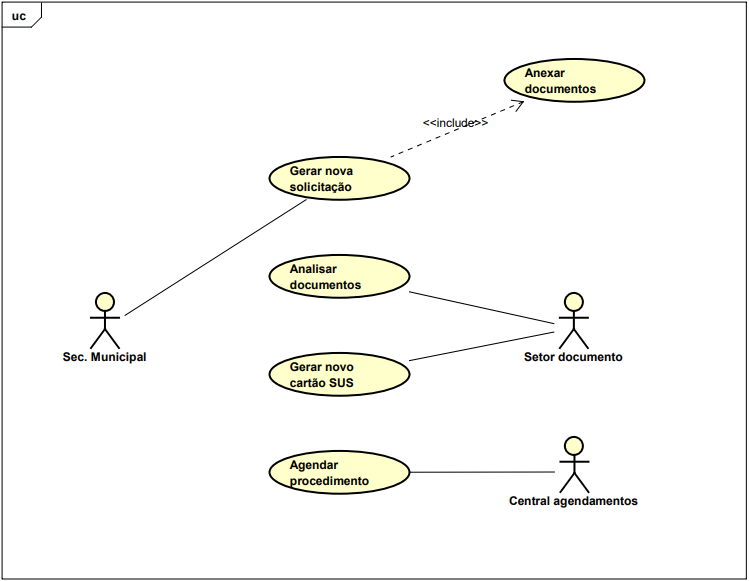 uc
Anexar
documentos
<<include>>
Gerar nova
solicitação
Analisar
documentos
Sec. Municipal
Setor documento
Gerar novo
cartão SUS
Agendar
procedimento
Central agendamentos